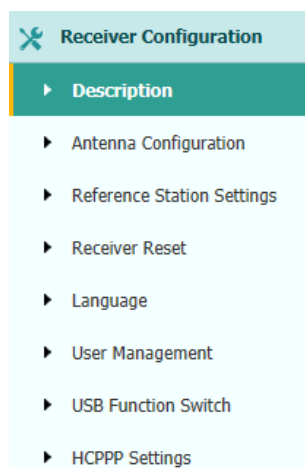 Receiver Configuration
Description
Antenna Configuration
Reference Station Settings
Receiver Reset
Language
User Management
USB Function Switch
HCPPP Settings